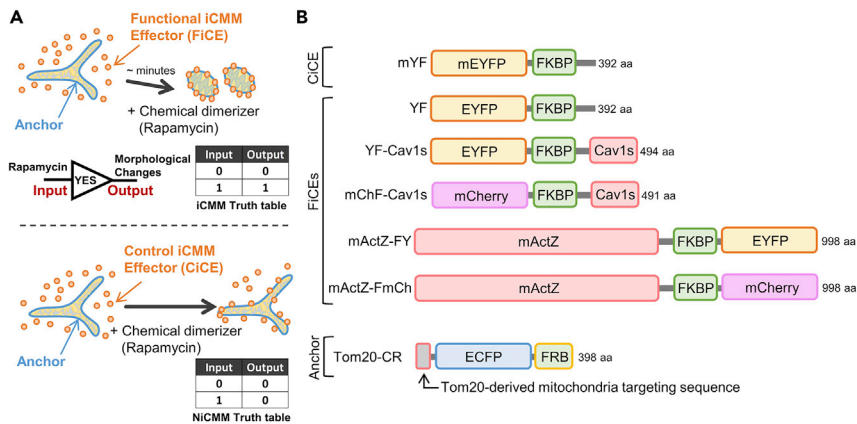 A
Functional iCMM
Effector (FiCE)
~ minutes
+ Chemical dimerizer
(Rapamycin)
Anchor
Rapamycin
Input
YES
Morphological
Changes
Output
Input Output
0 0
1 1
iCMM Truth table
Control iCMM
Effector (CiCE)
+ Chemical dimerizer
(Rapamycin)
Anchor
Input Output
0 0
1 0
NiCMM Truth table
B
CiCE
mYF mEYFP FKBP 392 aa
FiCEs
YF EYFP FKBP 392 aa
YF-Cav1s EYFP FKBP Cav1s 494 aa
mChF-Cav1s mCherry FKBP Cav1s 491 aa
mActZ-FY mActZ FKBP EYFP 998 aa
mActZ-FmCh mActZ FKBP mCherry 998 aa
Anchor
Tom20-CR ECFP FRB 398 aa
Tom20-derived mitochondria targeting sequence